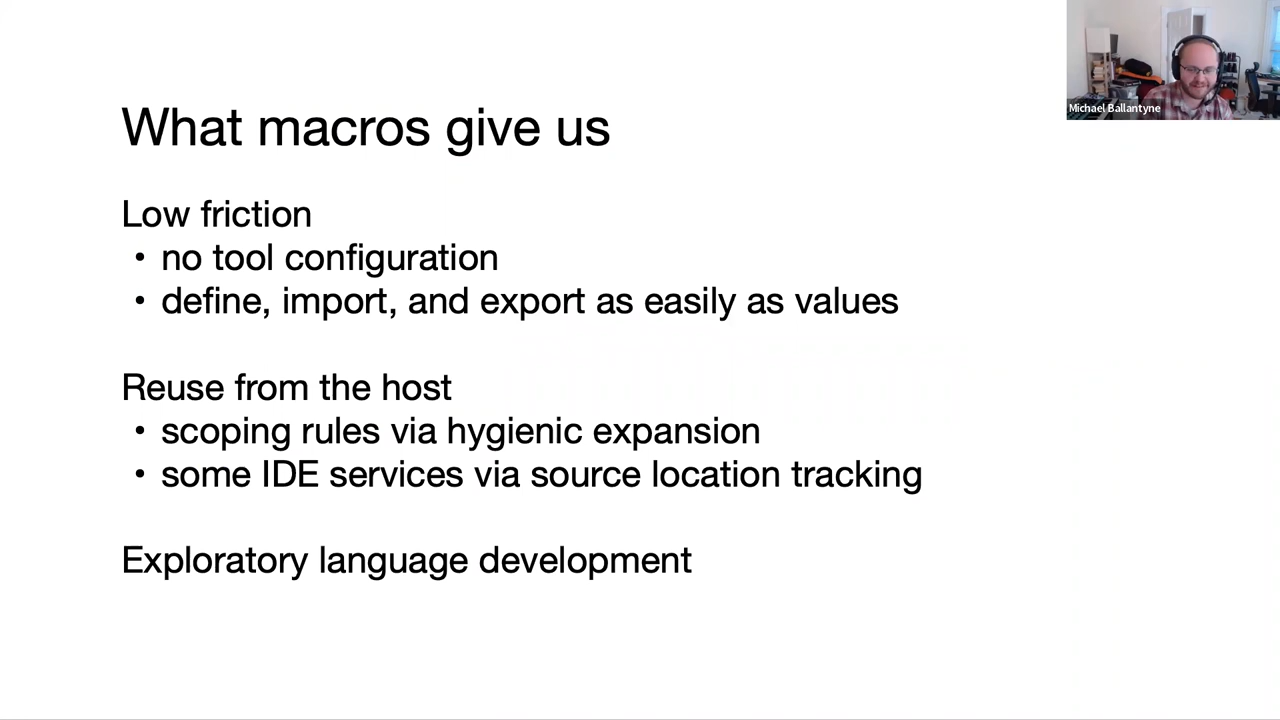 What macros give us
Low friction
• no tool configuration
• define, import, and export as easily as values
Reuse from the host
• scoping rules via hygienic expansion
• some IDE services via source location tracking
Exploratory language development
Michael Ballantyne